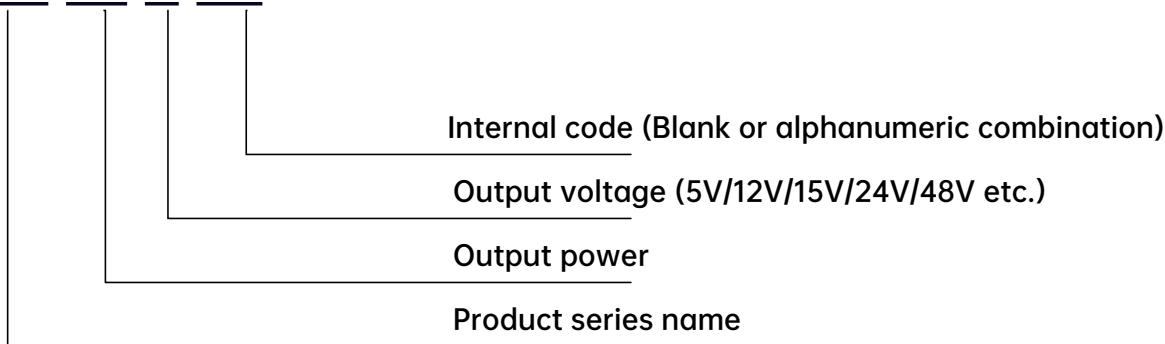 Internal code (Blank or alphanumeric combination)
Output voltage (5V/12V/15V/24V/48V etc.)
Output power
Product series name